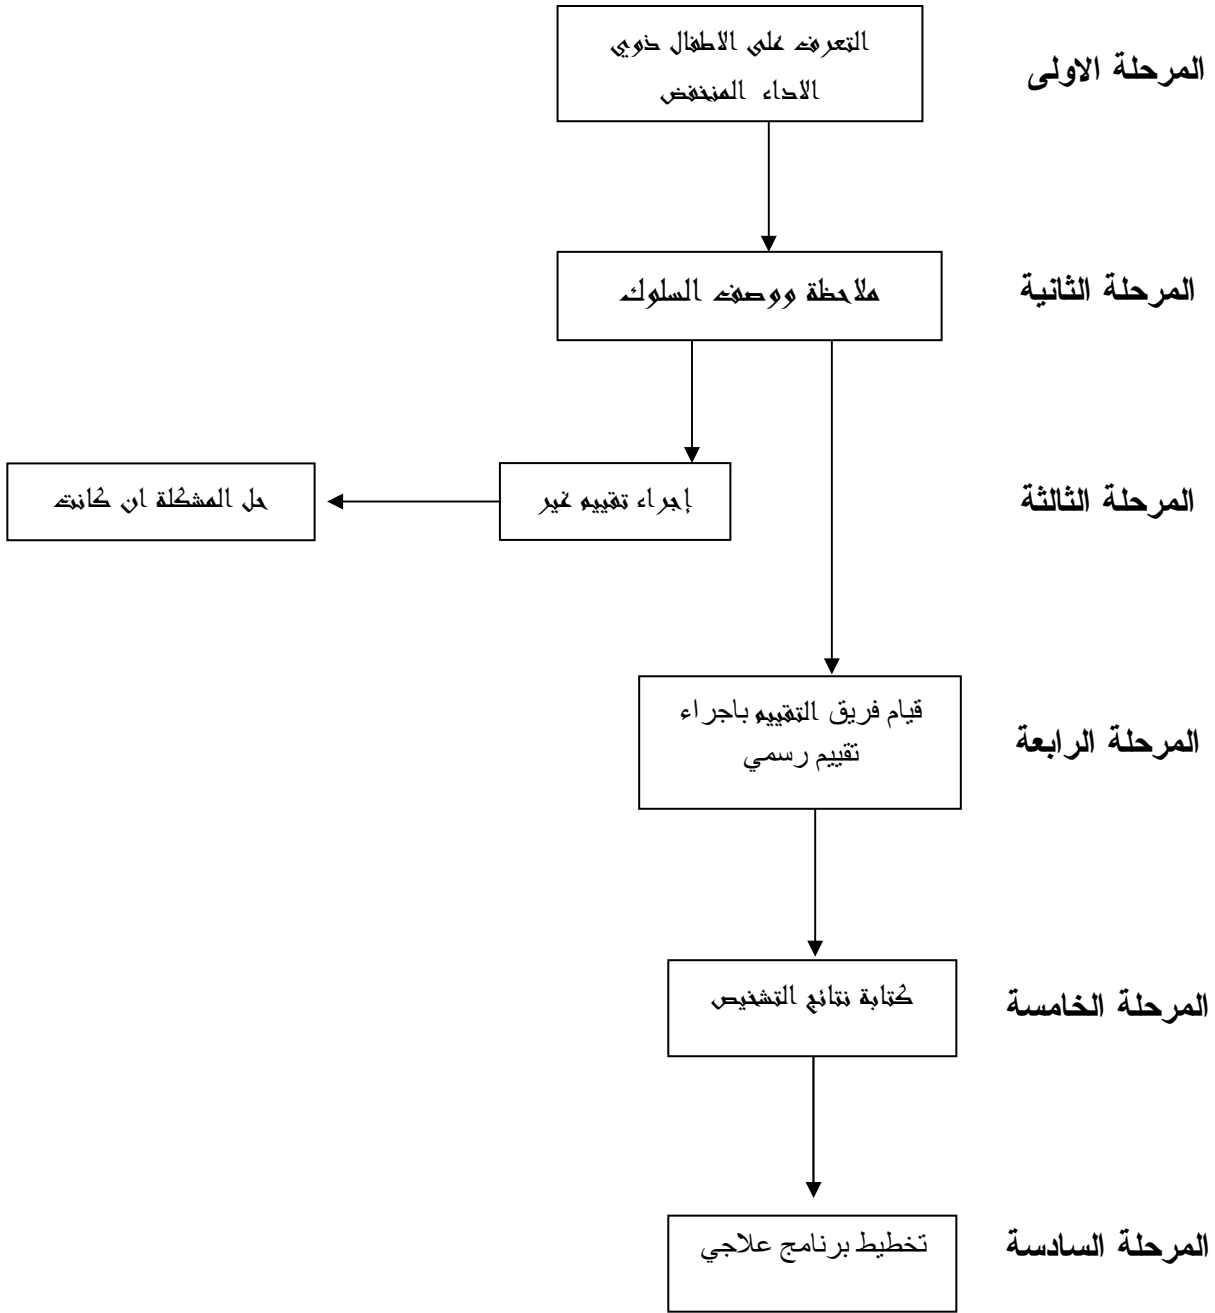 المرحلة الاولى
التعرف على الاطفال ذوي
الاداء المنخفض
المرحلة الثانية
ملاحظة ووصف السلوك
المرحلة الثالثة
إجراء تقييم غير
حل المشكلة ان كانت
المرحلة الرابعة
قيام فريق التقييم باجراء
تقييم رسمي
المرحلة الخامسة
كتابة نتائج التشخيص
المرحلة السادسة
تخطيط برنامج علاجي